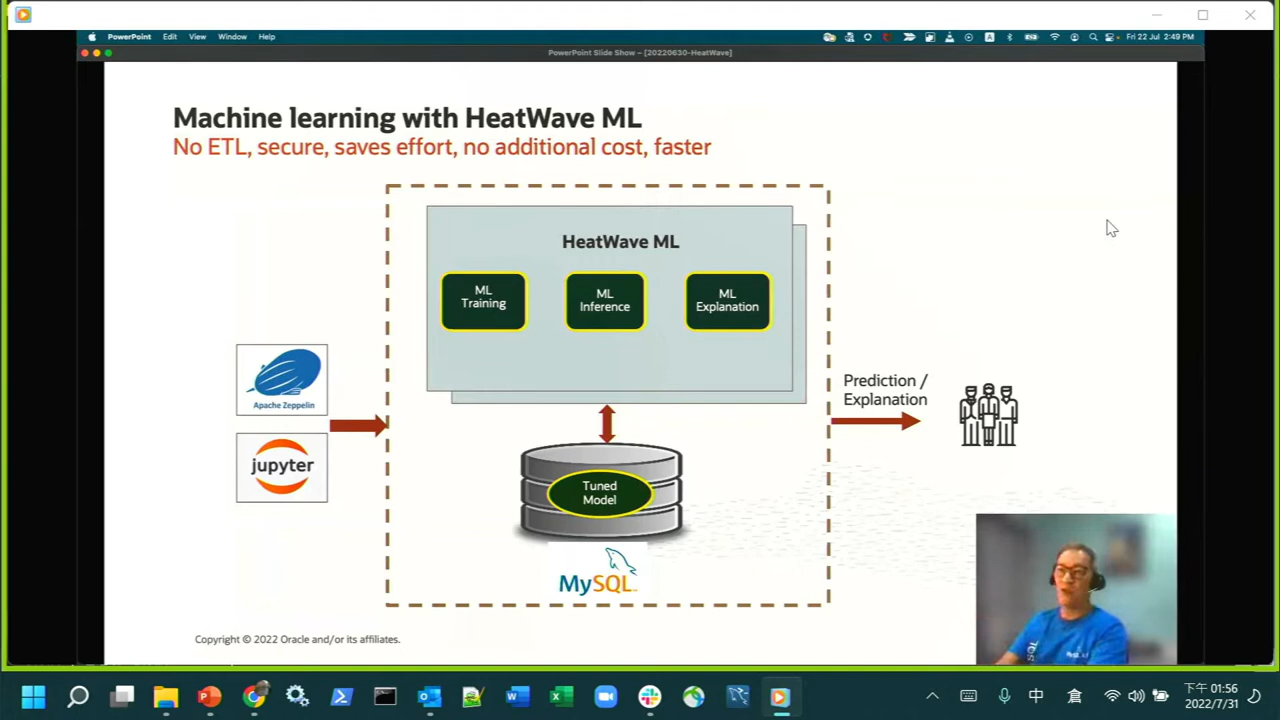 PowerPoint Edit View Window Help
A
Fri 22 Jul 2:49 PM
PowerPoint Slide Show – [20220630-HeatWave]
Machine learning with HeatWave ML
No ETL, secure, saves effort, no additional cost, faster
HeatWave ML
ML
Training
ML
Inference
ML
Explanation
Apache Zeppelin
jupyter
Prediction /
Explanation
Tuned
Model
MySQL
Copyright © 2022 Oracle and/or its affiliates.
中
下午 01:56
2022/7/31